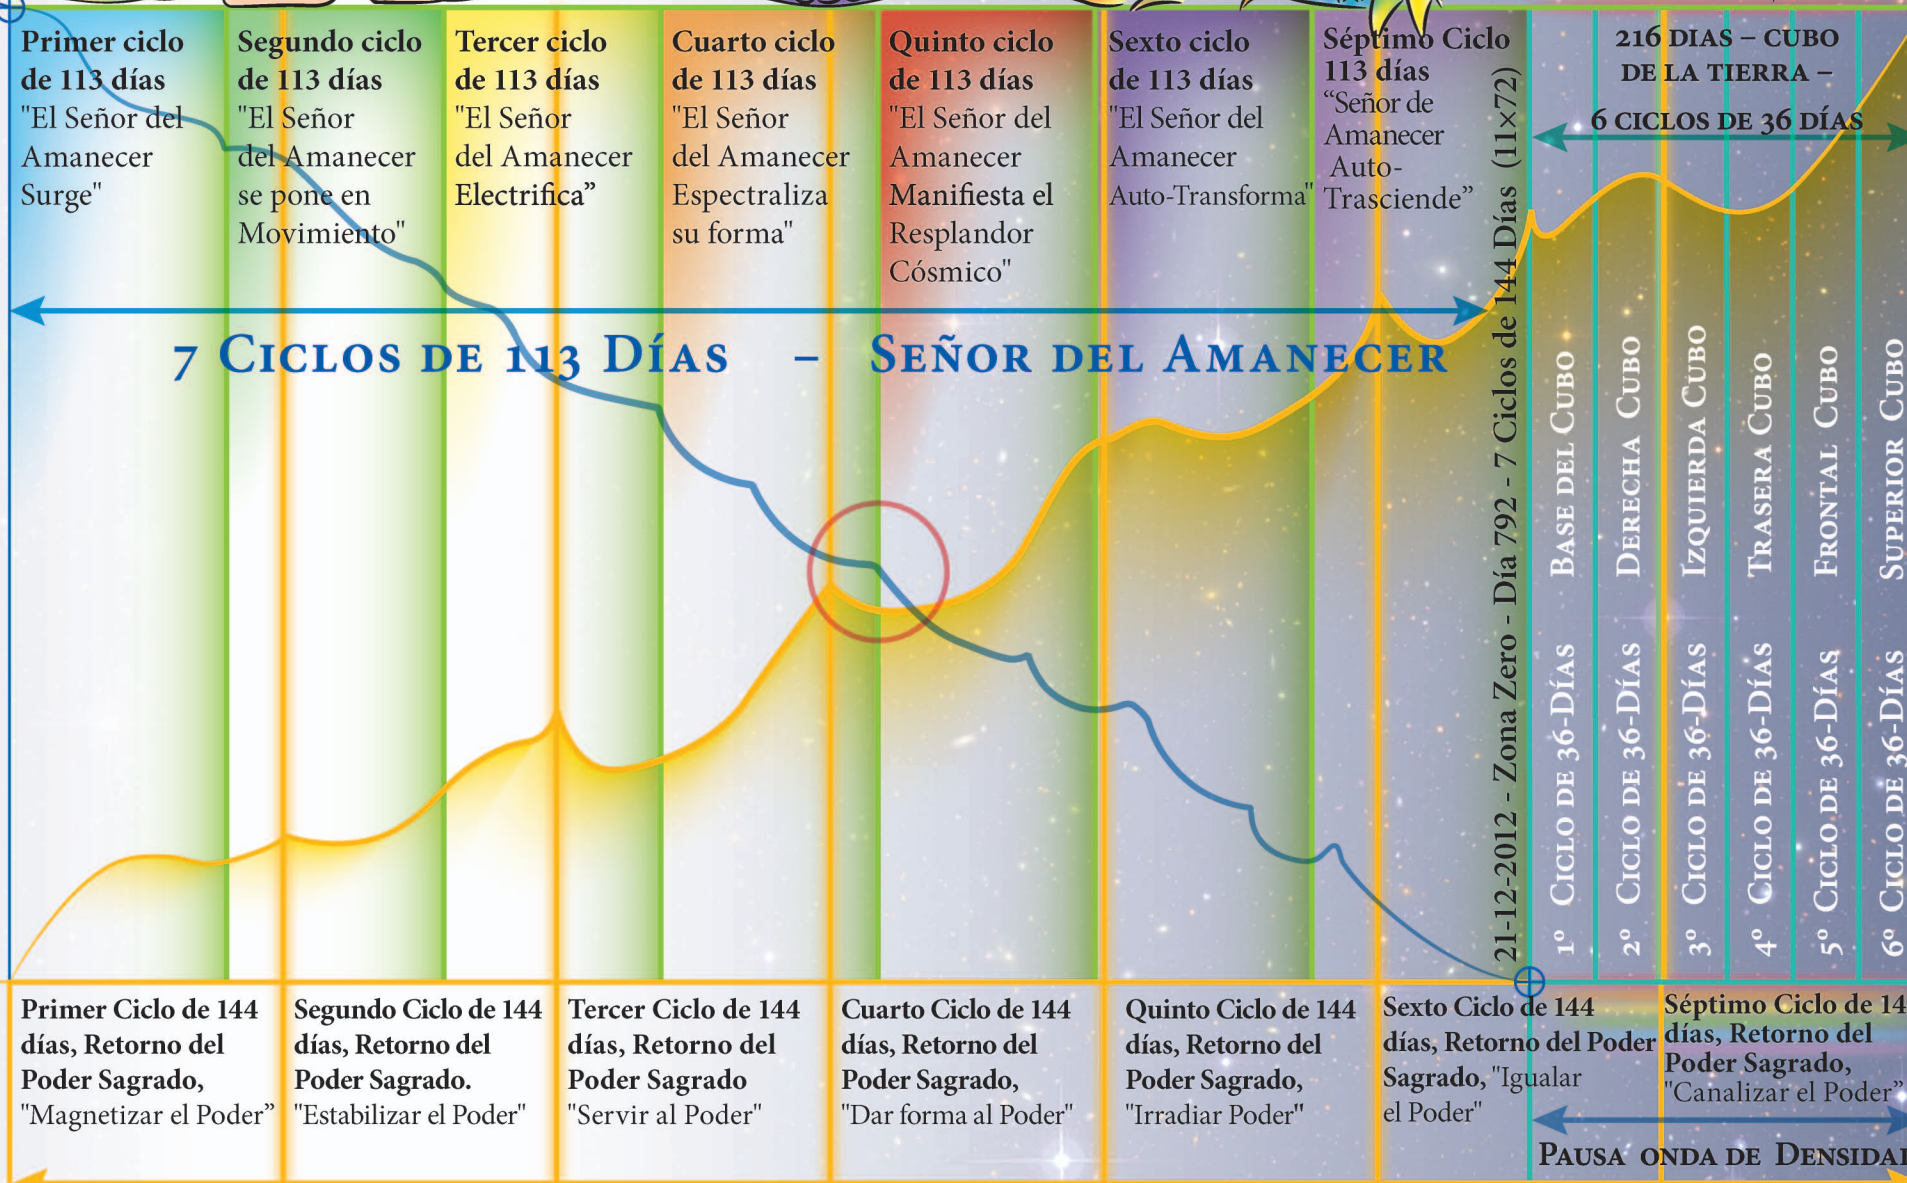 Primer ciclo
de 113 días
"El Señor del
Amanecer
Surge"
Segundo ciclo
de 113 días
"El Señor
del Amanecer
se pone en
Movimiento"
Tercer ciclo
de 113 días
"El Señor
del Amanecer
Electrifica”
Cuarto ciclo
de 113 días
"El Señor
del Amanecer
Espectraliza
su forma"
Quinto ciclo
de 113 días
"El Señor del
Amanecer
Manifiesta el
Resplandor
Cósmico"
Sexto ciclo
de 113 días
"El Señor del
Amanecer
Auto-Transforma"
Séptimo Ciclo
113 días
“Señor de
Amanecer
Auto-
Trasciende”
216 DIAS – CUBO
DE LA TIERRA –
6 CICLOS DE 36 DÍAS
7 CICLOS DE 113 DÍAS – SEÑOR DEL AMANECER
21-12-2012 - Zona Zero - Día 792 - 7 Ciclos de 144 Días (11×72)
1º CICLO DE 36-DÍAS BASE DEL CUBO
2º CICLO DE 36-DÍAS DERECHA CUBO
3º CICLO DE 36-DÍAS IZQUIERDA CUBO
4º CICLO DE 36-DÍAS TRASERA CUBO
5º CICLO DE 36-DÍAS FRONTAL CUBO
6º CICLO DE 36-DÍAS SUPERIOR CUBO
Primer Ciclo de 144
días, Retorno del
Poder Sagrado,
"Magnetizar el Poder”
Segundo Ciclo de 144
días, Retorno del
Poder Sagrado.
"Estabilizar el Poder"
Tercer Ciclo de 144
días, Retorno del
Poder Sagrado
"Servir al Poder"
Cuarto Ciclo de 144
días, Retorno del
Poder Sagrado,
"Dar forma al Poder"
Quinto Ciclo de 144
días, Retorno del
Poder Sagrado,
"Irradiar Poder"
Sexto Ciclo de 144
días, Retorno del Poder
Sagrado, "Igualar
el Poder"
Séptimo Ciclo de 14
días, Retorno del
Poder Sagrado,
"Canalizar el Poder”
PAUSA ONDA DE DENSIDAD